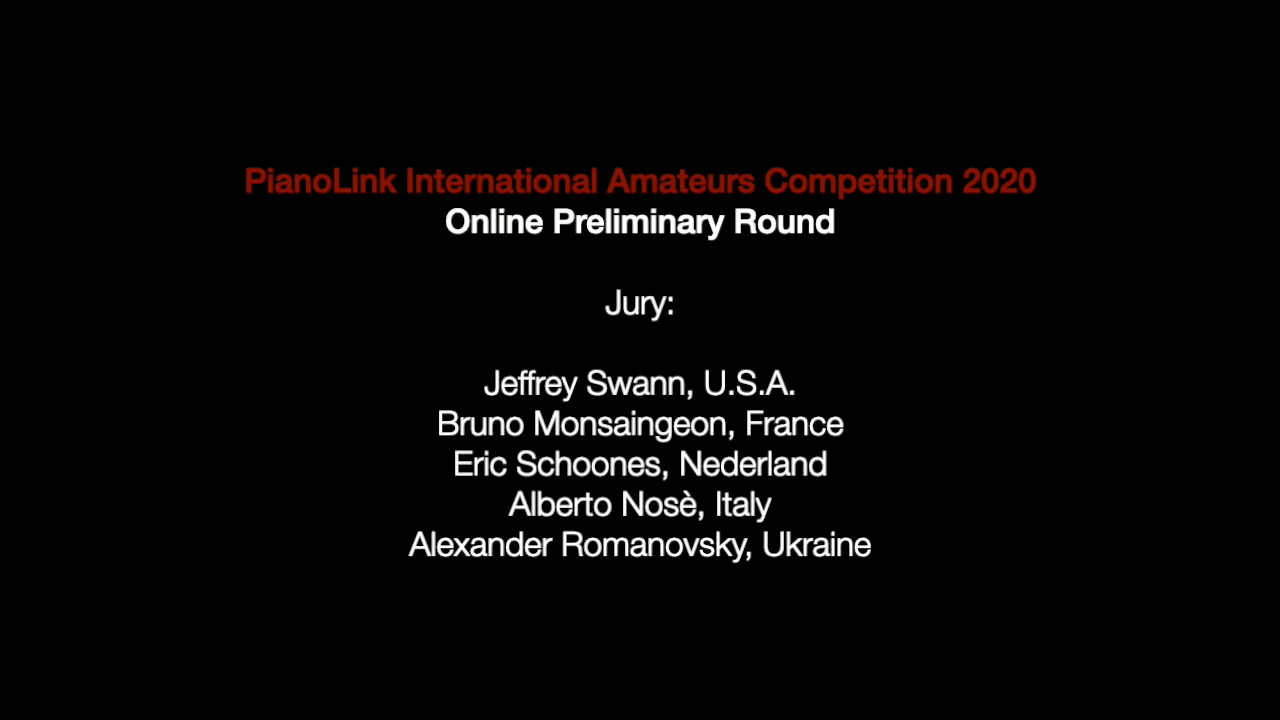 PianoLink International Amateurs Competition 2020
Online Preliminary Round
Jury:
Jeffrey Swann, U.S.A.
Bruno Monsaingeon, France
Eric Schoones, Nederland
Alberto Nosè, Italy
Alexander Romanovsky, Ukraine